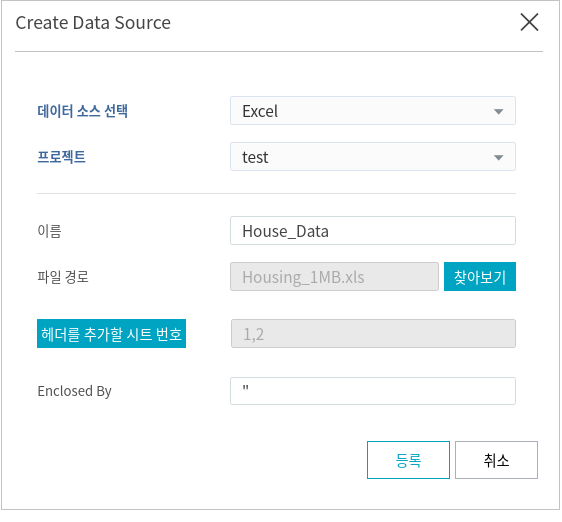 Create Data Source
데이터 소스 선택 Excel
프로젝트 test
이름 House_Data
파일 경로 Housing_1MB.xls 찾아보기
헤더를 추가할 시트 번호 1,2
Enclosed By "
등록 취소